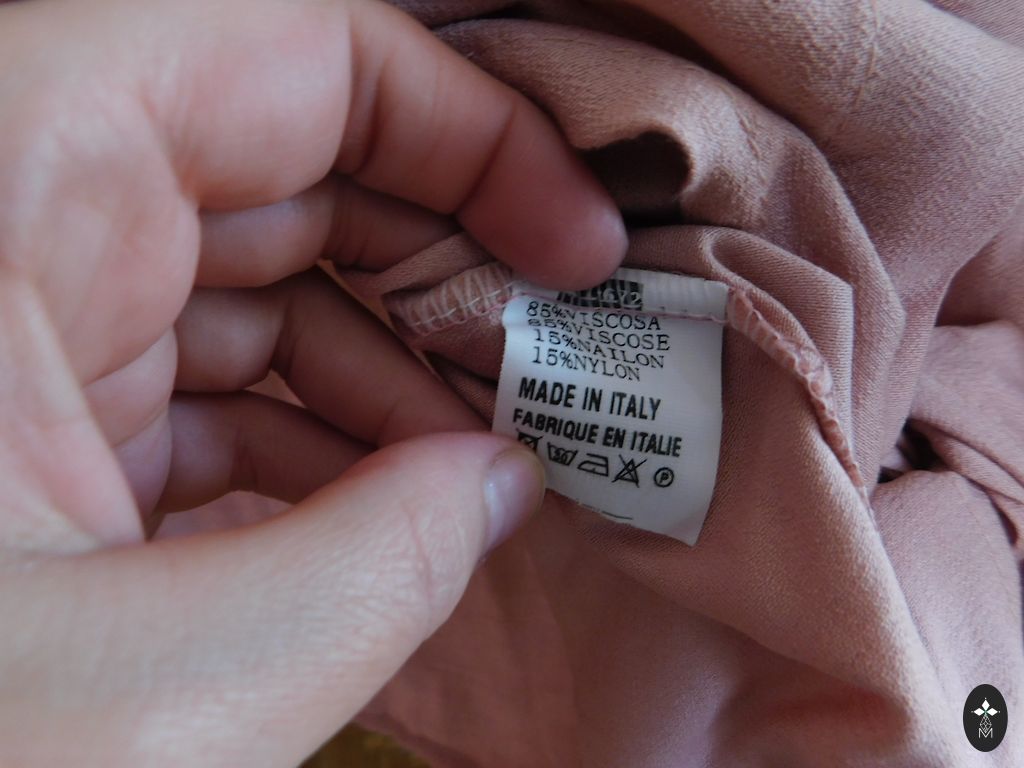 85%VISCOSA
85%VISCOSE
15%NAILON
15%NYLON
MADE IN ITALY
FABRIQUE EN ITALIE
P
M